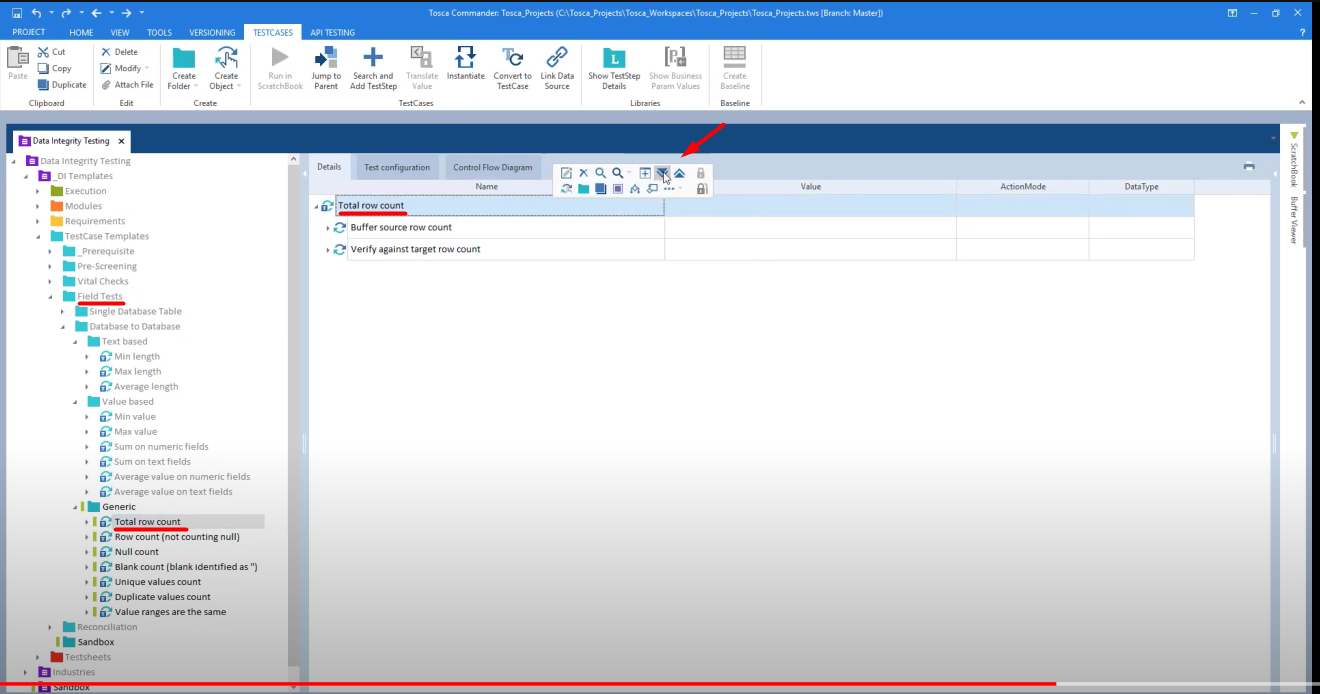 Tosca Commander: Tosca_Projects (C:\Tosca_Projects\Tosca_Workspaces\Tosca_Projects\Tosca_Projects.tws [Branch: Master])
PROJECT HOME VIEW TOOLS VERSIONING TESTCASES API TESTING
Paste
Cut
Copy
Duplicate
Clipboard
Delete
Modify
Attach File
Edit
Create Folder
Create Object
Create
Run in ScratchBook
Jump to Parent
Search and Add TestStep
Translate Value
Instantiate
Convert to TestCase
Link Data Source
TestCases
Show TestStep Details
Show Business Param Values
Libraries
Create Baseline
Baseline
Data Integrity Testing
Data Integrity Testing
_DI Templates
Execution
Modules
Requirements
TestCase Templates
_Prerequisite
Pre-Screening
Vital Checks
Field Tests
Single Database Table
Database to Database
Text based
Min length
Max length
Average length
Value based
Min value
Max value
Sum on numeric fields
Sum on text fields
Average value on numeric fields
Average value on text fields
Generic
Total row count
Row count (not counting null)
Null count
Blank count (blank identified as '')
Unique values count
Duplicate values count
Value ranges are the same
Reconciliation
Sandbox
Testsheets
Industries
Sandbox
Details Test configuration Control Flow Diagram
Name Value ActionMode DataType
Total row count
Buffer source row count
Verify against target row count
ScratchBook
Buffer Viewer